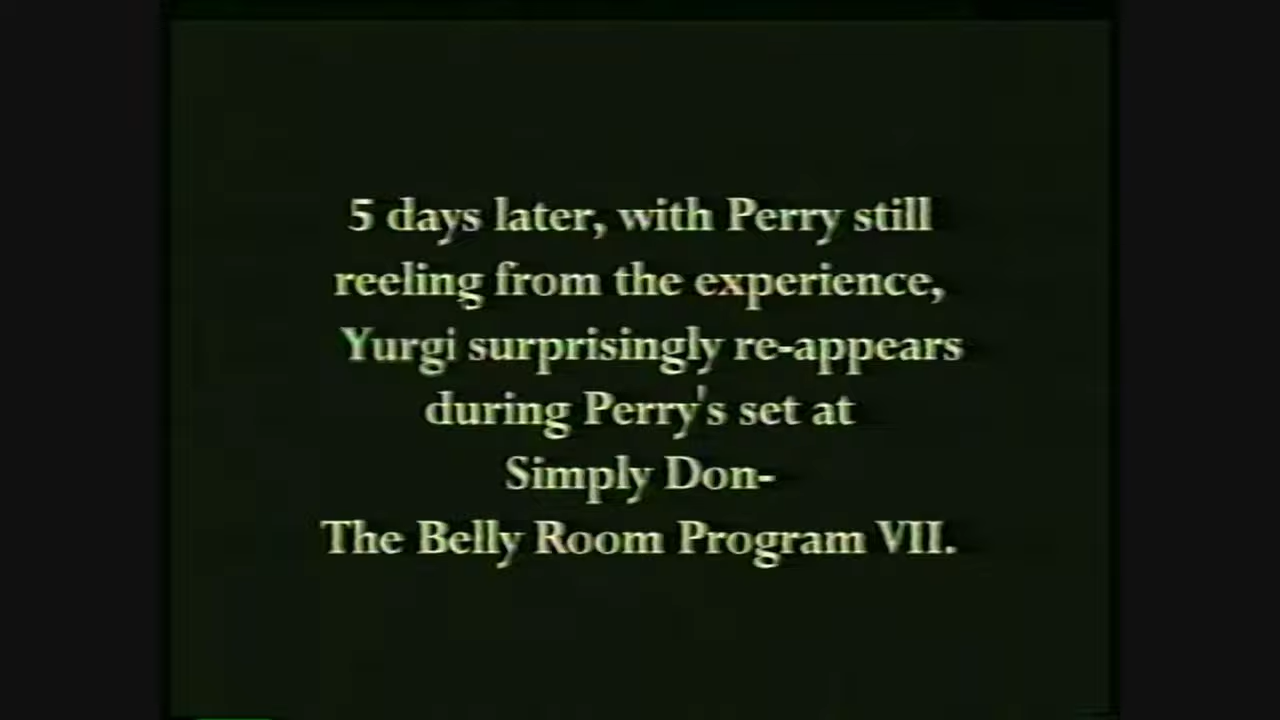 5 days later, with Perry still
reeling from the experience,
Yurgi surprisingly re-appears
during Perry's set at
Simply Don-
The Belly Room Program VII.